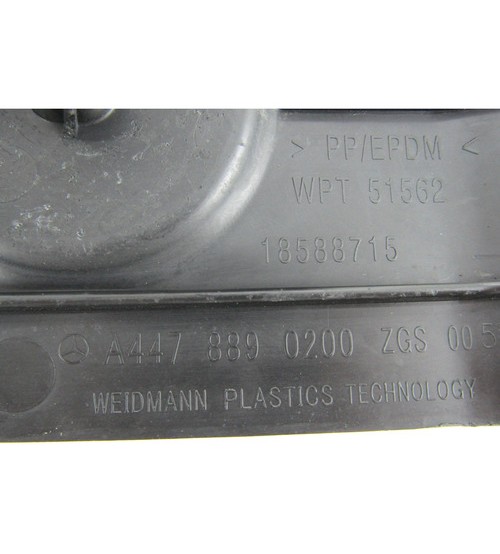 > PP/EPDM <
WPT 51562
18588715
A447 889 0200 ZGS 005
WEIDMANN PLASTICS TECHNOLOGY